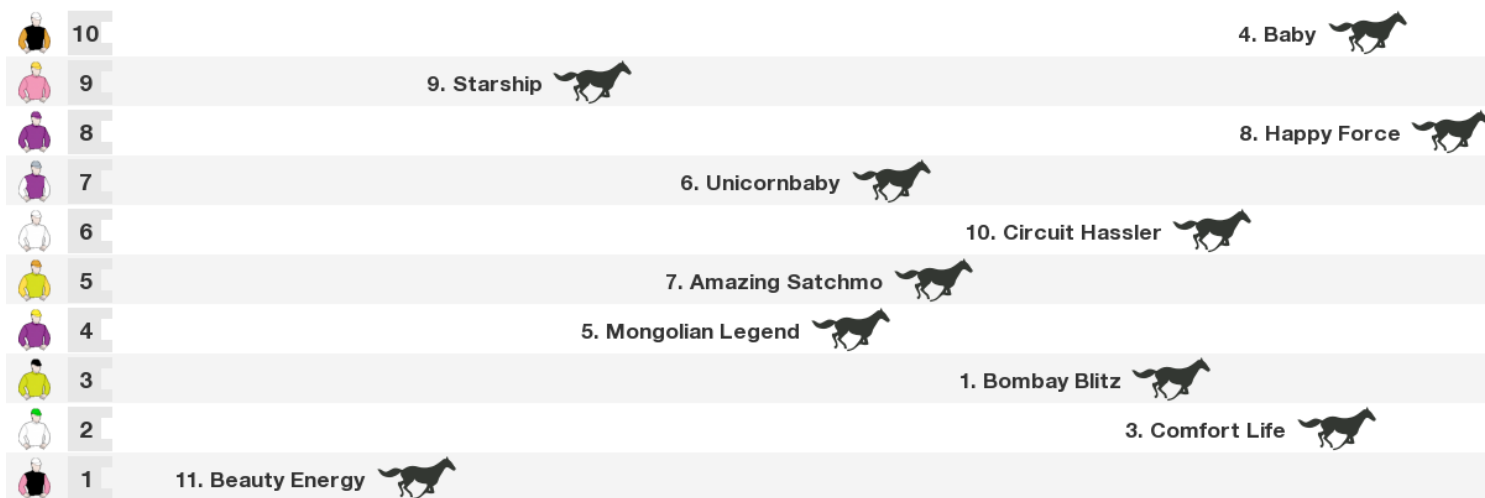 10 4. Baby
9 9. Starship
8 8. Happy Force
7 6. Unicornbaby
6 10. Circuit Hassler
5 7. Amazing Satchmo
4 5. Mongolian Legend
3 1. Bombay Blitz
2 3. Comfort Life
1 11. Beauty Energy